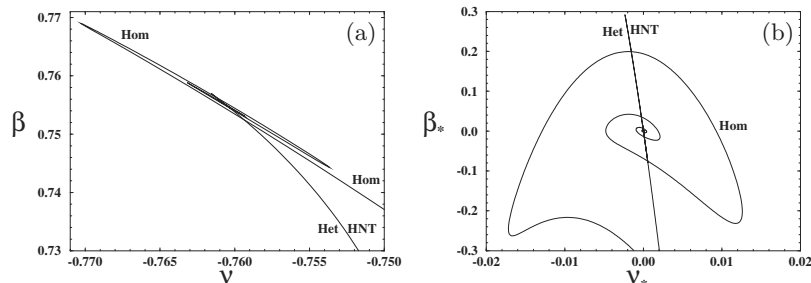 0.77
0.76
0.75
0.74
0.73
β
Hom
(a)
Hom
Het HNT
-0.770 -0.765 -0.760 -0.755 -0.750
ν
0.3
0.2
0.1
0.0
-0.1
-0.2
-0.3
β*
Het HNT
(b)
Hom
-0.02 -0.01 0.00 0.01 0.02
ν*